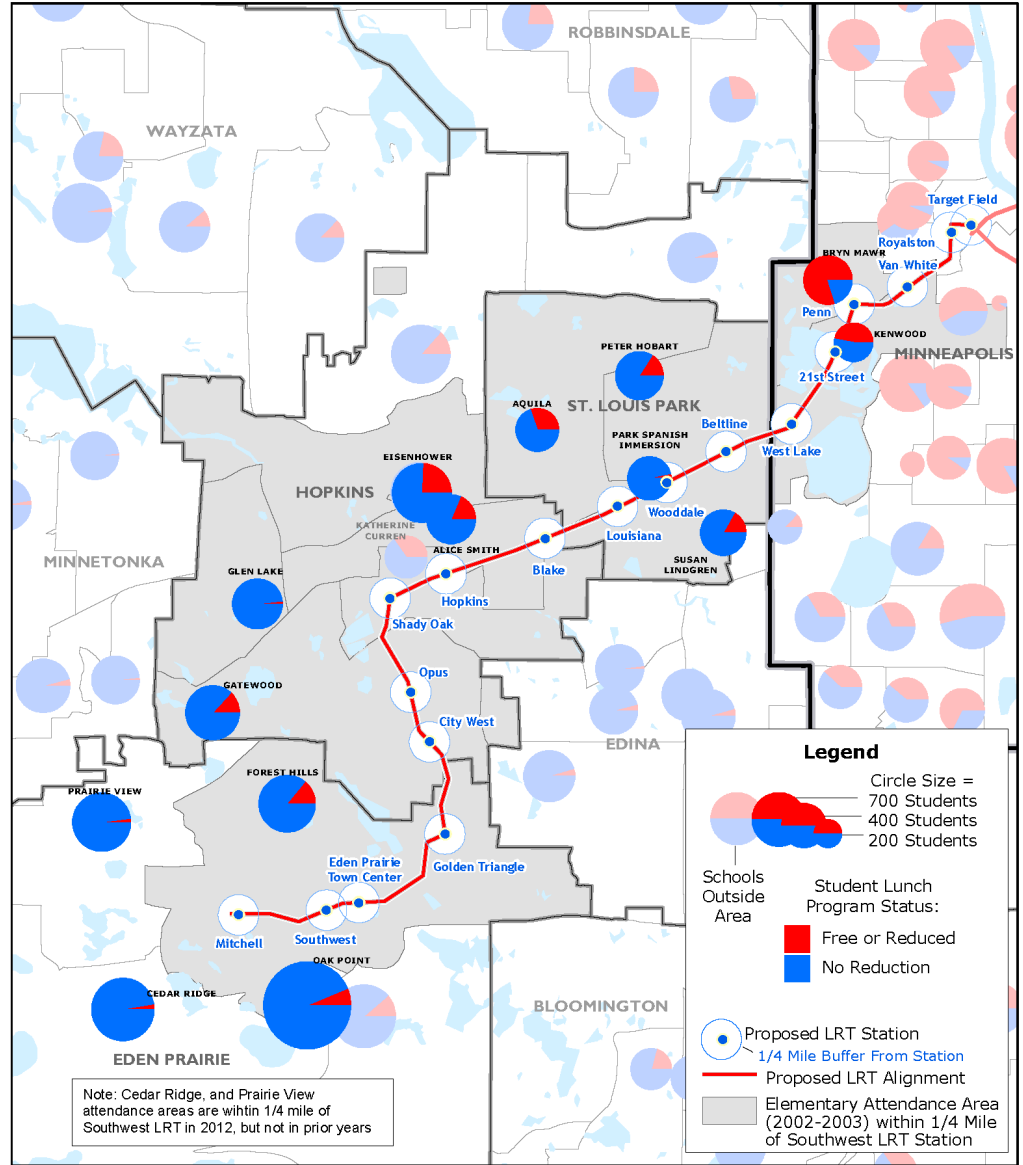 ROBBINSDALE
WAYZATA
Target Field
Royalston
BRYN MAWR
Van White
Penn
KENWOOD
MINNEAPOLIS
21st Street
PETER HOBART
AQUILA
ST. LOUIS PARK
Beltline
PARK SPANISH
IMMERSION
West Lake
EISENHOWER
HOPKINS
Wooddale
KATHERINE
CURREN
Louisiana
ALICE SMITH
MINNETONKA
SUSAN
LINDGREN
Blake
GLEN LAKE
Hopkins
Shady Oak
Opus
GATEWOOD
City West
EDINA
FOREST HILLS
PRAIRIE VIEW
Golden Triangle
Eden Prairie
Town Center
Mitchell
Southwest
OAK POINT
CEDAR RIDGE
BLOOMINGTON
EDEN PRAIRIE
Note: Cedar Ridge, and Prairie View
attendance areas are wihtin 1/4 mile of
Southwest LRT in 2012, but not in prior years
Legend
Circle Size =
700 Students
400 Students
200 Students
Schools
Outside
Area
Student Lunch
Program Status:
Free or Reduced
No Reduction
Proposed LRT Station
1/4 Mile Buffer From Station
Proposed LRT Alignment
Elementary Attendance Area
(2002-2003) within 1/4 Mile
of Southwest LRT Station